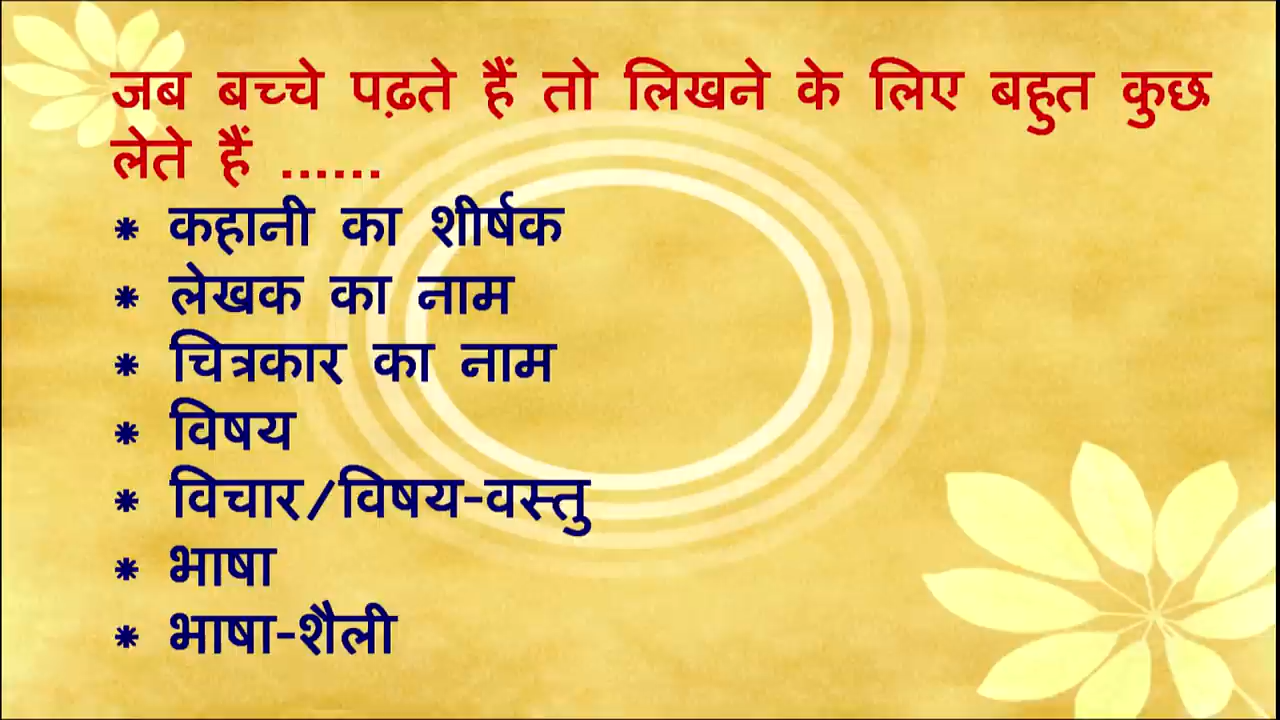 जब बच्चे पढ़ते हैं तो लिखने के लिए बहुत कुछ
लेते हैं ......
* कहानी का शीर्षक
* लेखक का नाम
* चित्रकार का नाम
* विषय
* विचार/विषय-वस्तु
* भाषा
* भाषा-शैली